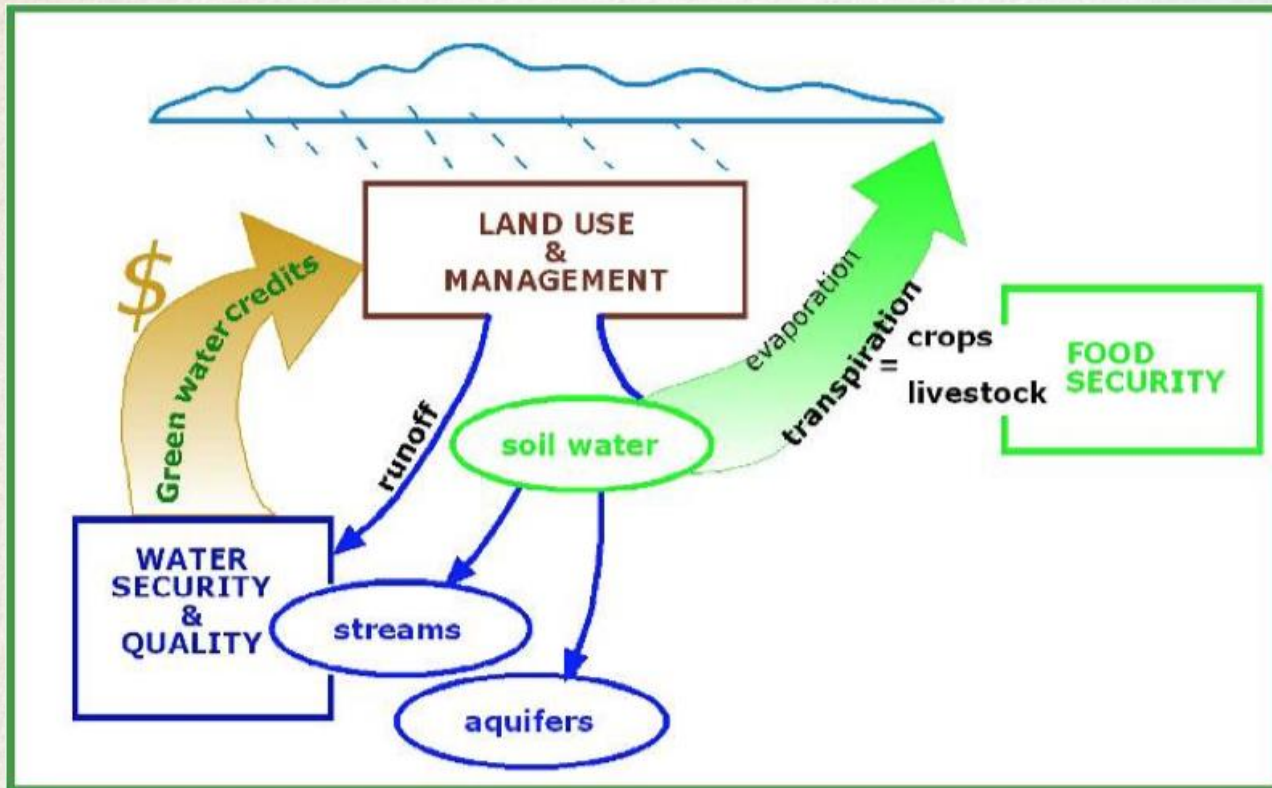 LAND USE
&
MANAGEMENT
$
Green water credits
evaporation
transpiration
=
crops
livestock
FOOD
SECURITY
runoff
soil water
WATER
SECURITY
&
QUALITY
streams
aquifers